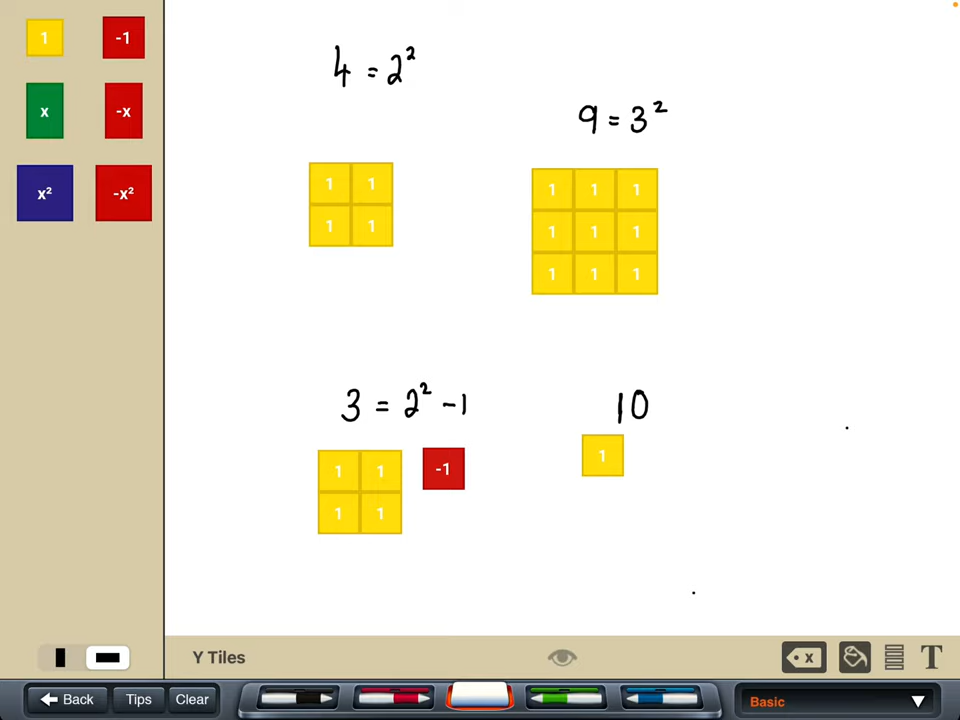 1 -1
x -x
x² -x²
4 = 2²
9 = 3²
1 1
1 1
1 1 1
1 1 1
1 1 1
3 = 2² -1
10
1 1
1 1
-1
1
Y Tiles
x
T
Back Tips Clear
Basic